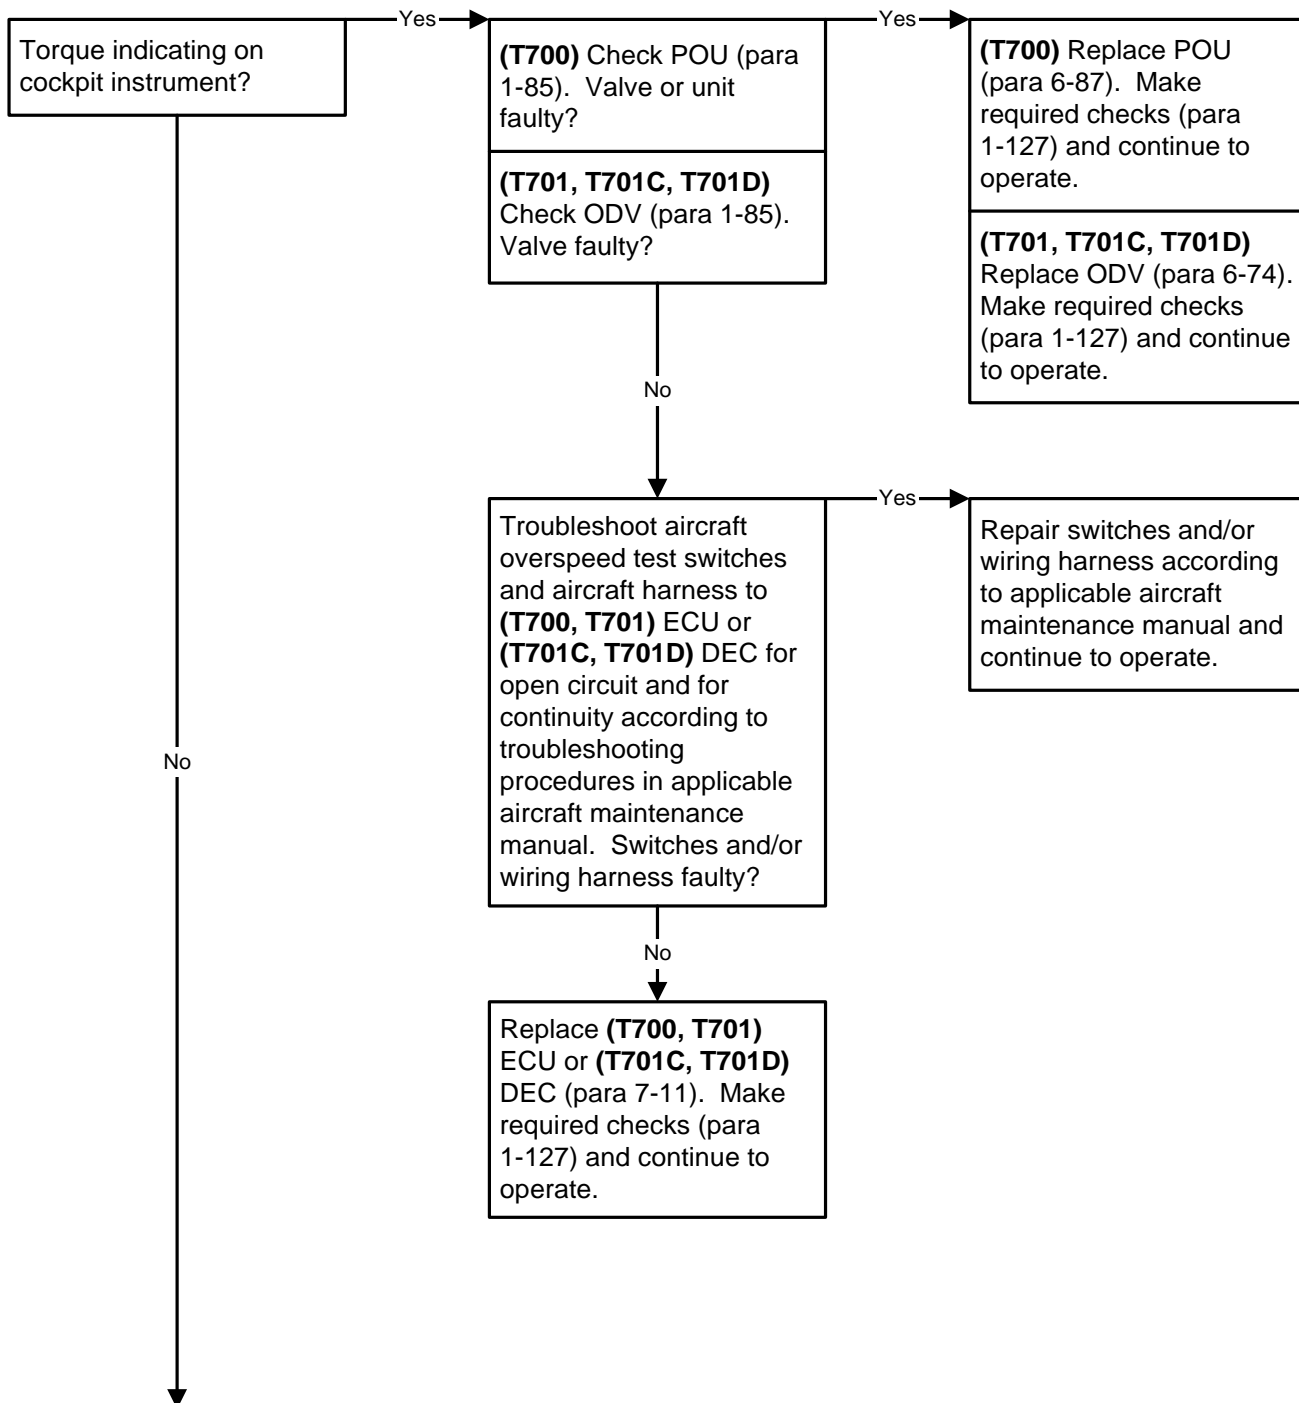 Torque indicating on
cockpit instrument?
Yes
(T700) Check POU (para
1-85).  Valve or unit
faulty?
(T701, T701C, T701D)
Check ODV (para 1-85).
Valve faulty?
Yes
(T700) Replace POU
(para 6-87).  Make
required checks (para
1-127) and continue to
operate.
(T701, T701C, T701D)
Replace ODV (para 6-74).
Make required checks
(para 1-127) and continue
to operate.
No
Troubleshoot aircraft
overspeed test switches
and aircraft harness to
(T700, T701) ECU or
(T701C, T701D) DEC for
open circuit and for
continuity according to
troubleshooting
procedures in applicable
aircraft maintenance
manual.  Switches and/or
wiring harness faulty?
Yes
Repair switches and/or
wiring harness according
to applicable aircraft
maintenance manual and
continue to operate.
No
No
Replace (T700, T701)
ECU or (T701C, T701D)
DEC (para 7-11).  Make
required checks (para
1-127) and continue to
operate.